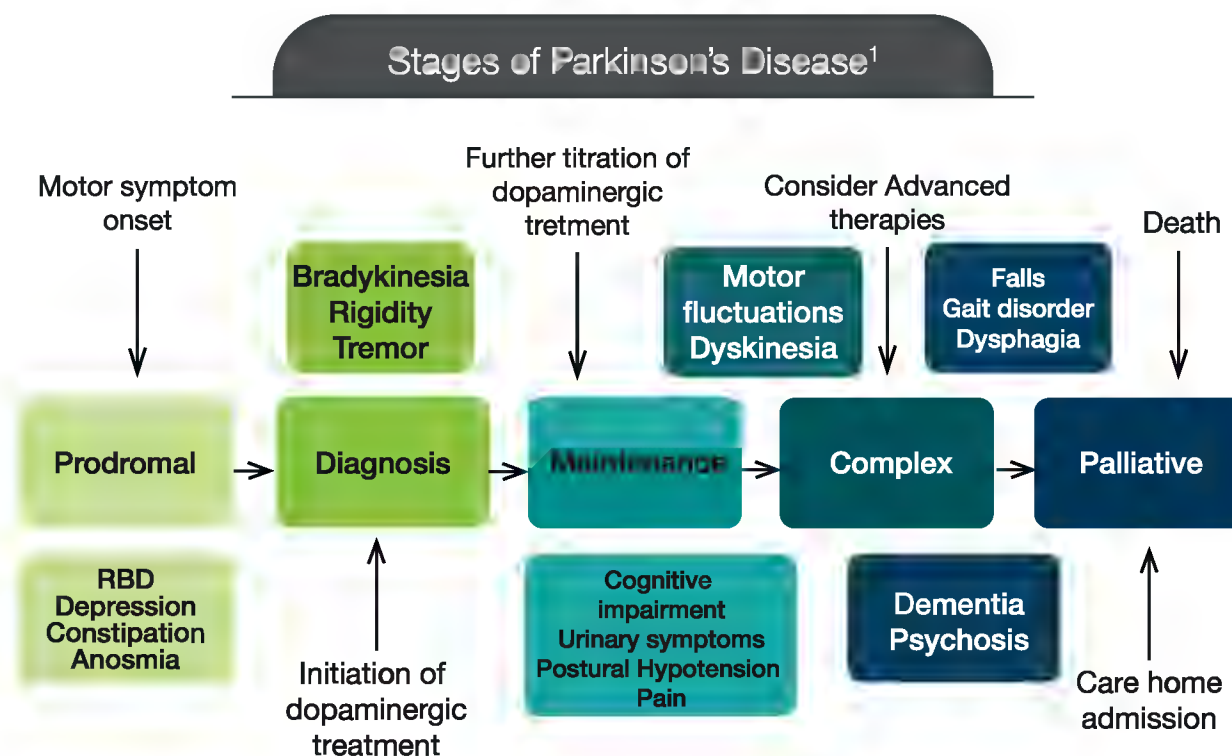 Stages of Parkinson's Disease¹
Motor symptom
onset
Further titration of
dopaminergic
tretment
Consider Advanced
therapies
Death
Bradykinesia
Rigidity
Tremor
Motor
fluctuations
Dyskinesia
Falls
Gait disorder
Dysphagia
Prodromal
Diagnosis
Maintenance
Complex
Palliative
RBD
Depression
Constipation
Anosmia
Initiation of
dopaminergic
treatment
Cognitive
impairment
Urinary symptoms
Postural Hypotension
Pain
Dementia
Psychosis
Care home
admission